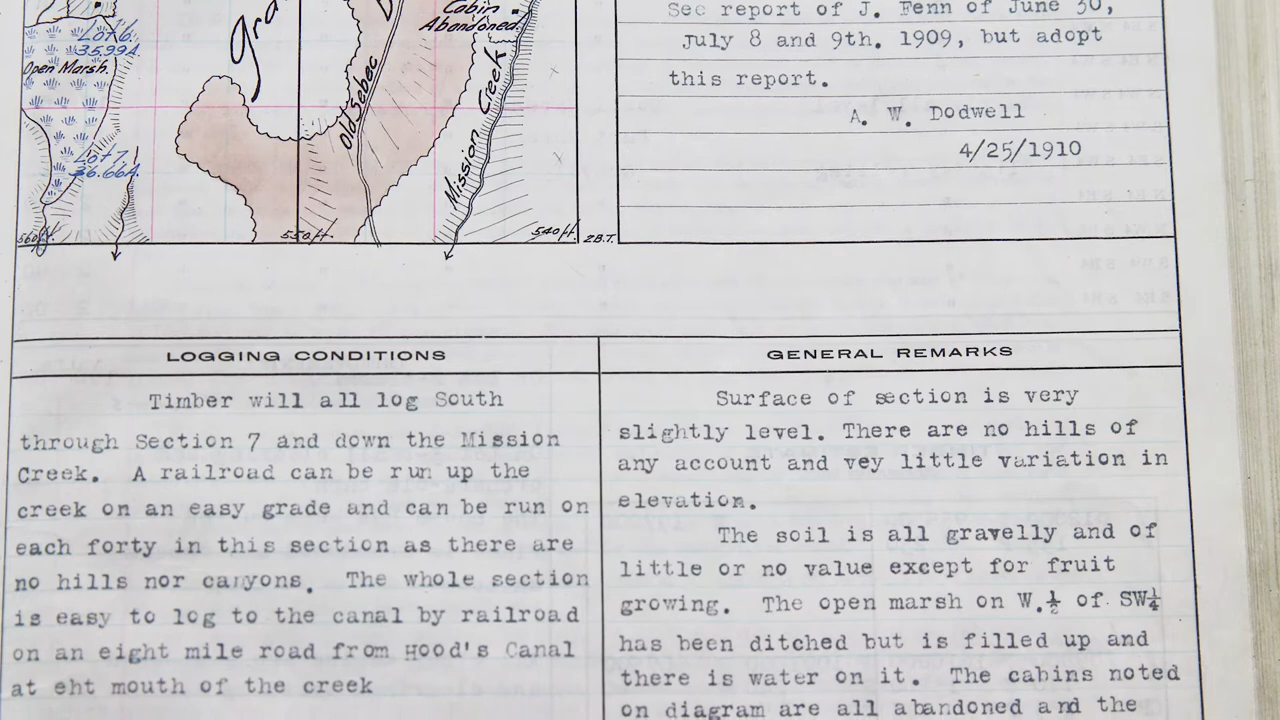 Lot 6.
35.99A
Open Marsh.
Lot 7.
36.66A.
560ft.
Gra
Old Sebec
550ft.
Cabin
Abandoned.
Mission Creek
540ft.
Z.B.T.
See report of J. Fenn of June 30,
July 8 and 9th. 1909, but adopt
this report.
A. W. Dodwell
4/25/1910
LOGGING CONDITIONS
Timber will all log South
through Section 7 and down the Mission
Creek. A railroad can be run up the
creek on an easy grade and can be run on
each forty in this section as there are
no hills nor canyons. The whole section
is easy to log to the canal by railroad
on an eight mile road from Hood's Canal
at eht mouth of the creek
GENERAL REMARKS
Surface of section is very
slightly level. There are no hills of
any account and vey little variation in
elevation.
The soil is all gravelly and of
little or no value except for fruit
growing. The open marsh on W.½ of SW¼
has been ditched but is filled up and
there is water on it. The cabins noted
on diagram are all abandoned and the